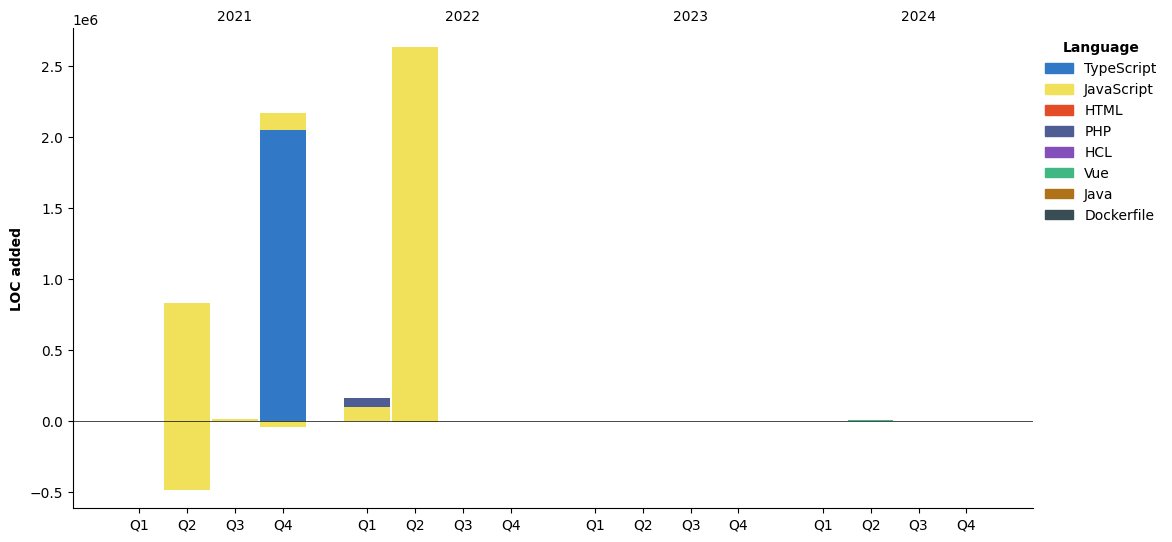 2021 2022 2023 2024
1e6
2.5
2.0
1.5
1.0
0.5
0.0
−0.5
LOC added
Q1 Q2 Q3 Q4 Q1 Q2 Q3 Q4 Q1 Q2 Q3 Q4 Q1 Q2 Q3 Q4
Language
TypeScript
JavaScript
HTML
PHP
HCL
Vue
Java
Dockerfile